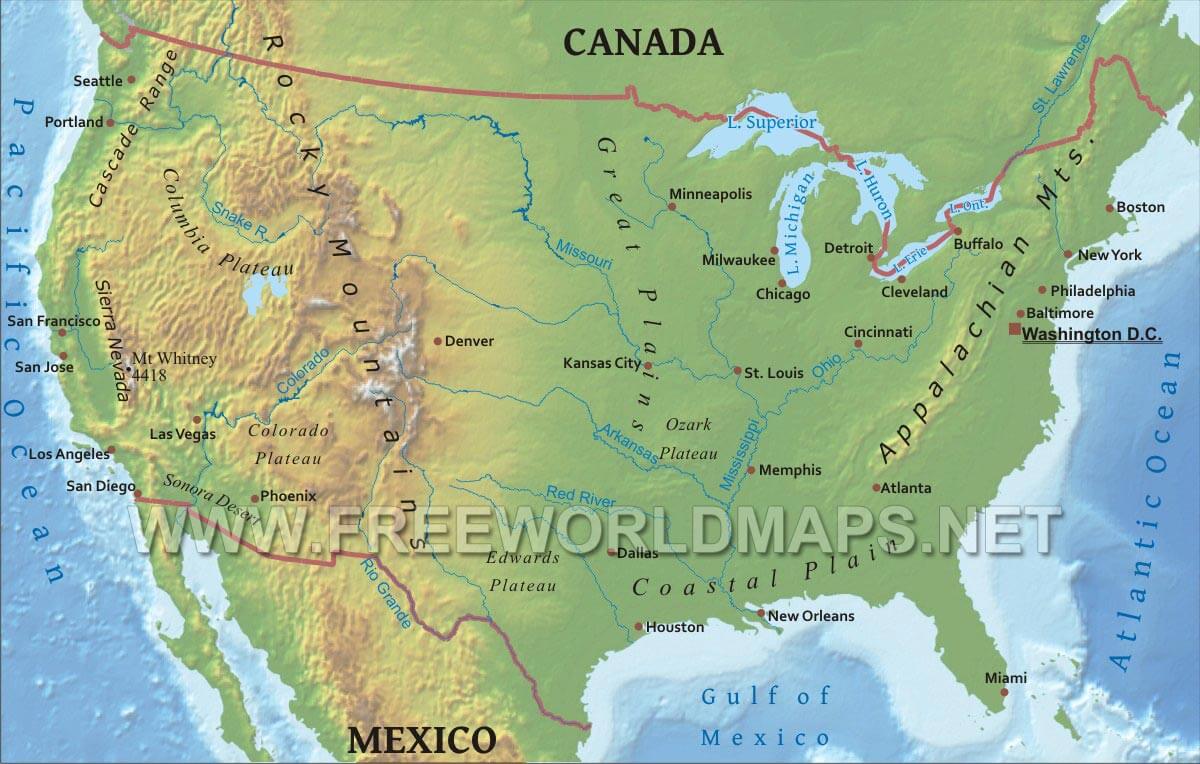 CANADA
Rocky Mountains
St. Lawrence
Seattle
Cascade Range
Portland
Pacific Ocean
L. Superior
Great Plains
Appalachian Mts.
L. Huron
L. Michigan
Columbia Plateau
Minneapolis
L. Ont.
Boston
Snake R.
Missouri
Milwaukee
Detroit
L. Erie
Buffalo
New York
Sierra Nevada
Chicago
Cleveland
Philadelphia
San Francisco
Baltimore
Cincinnati
Washington D.C.
Denver
San Jose
Mt Whitney
4418
Colorado
Kansas City
St. Louis
Ohio
Atlantic Ocean
Las Vegas
Colorado
Plateau
Arkansas
Ozark
Plateau
Mississippi
Los Angeles
Memphis
San Diego
Sonora Desert
Phoenix
Red River
Atlanta
WWW.FREEWORLDMAPS.NET
Edwards
Plateau
Dallas
Coastal Plain
Rio Grande
Houston
New Orleans
Miami
Gulf of
Mexico
MEXICO